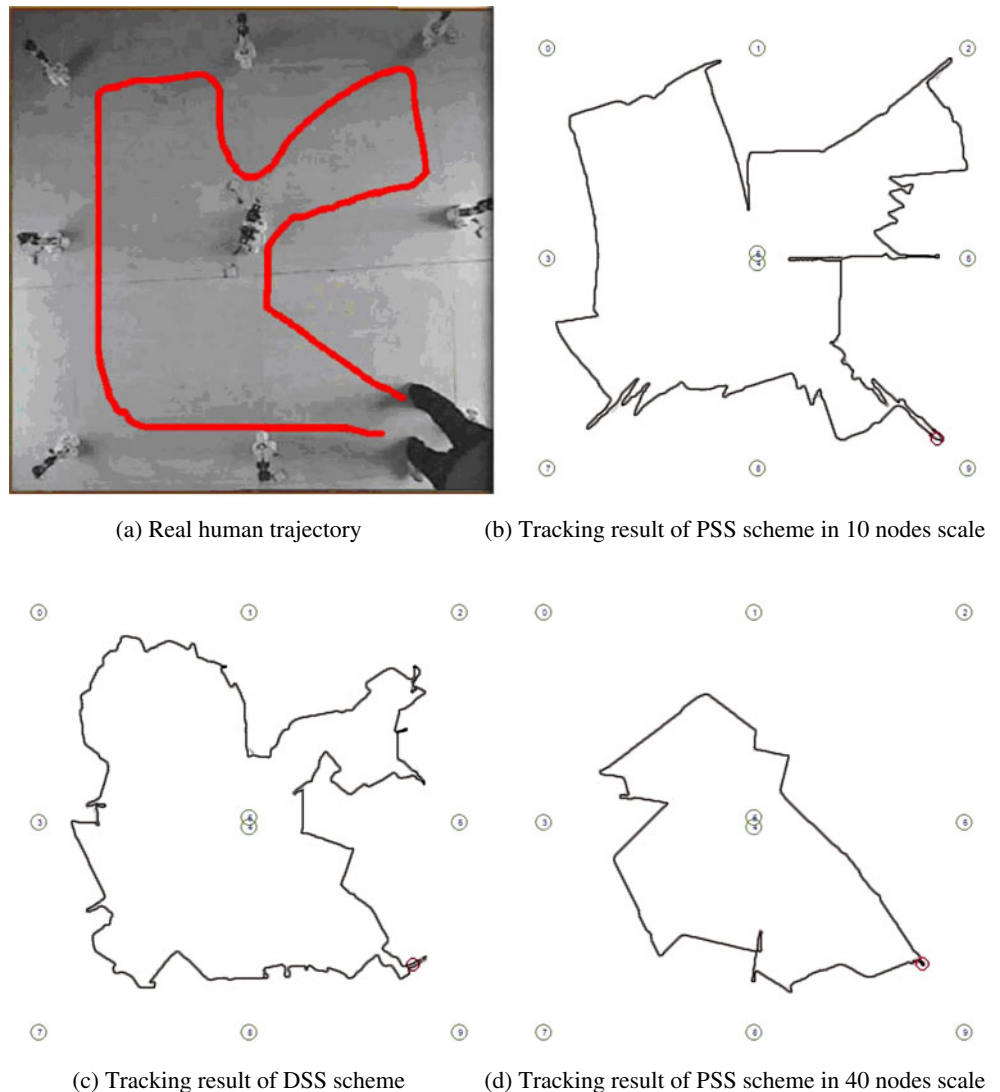 0 1 2
3 5 6
4
7 8 9
(a) Real human trajectory (b) Tracking result of PSS scheme in 10 nodes scale
0 1 2
3 5 6
4
7 8 9
0 1 2
3 5 6
4
7 8 9
(c) Tracking result of DSS scheme (d) Tracking result of PSS scheme in 40 nodes scale